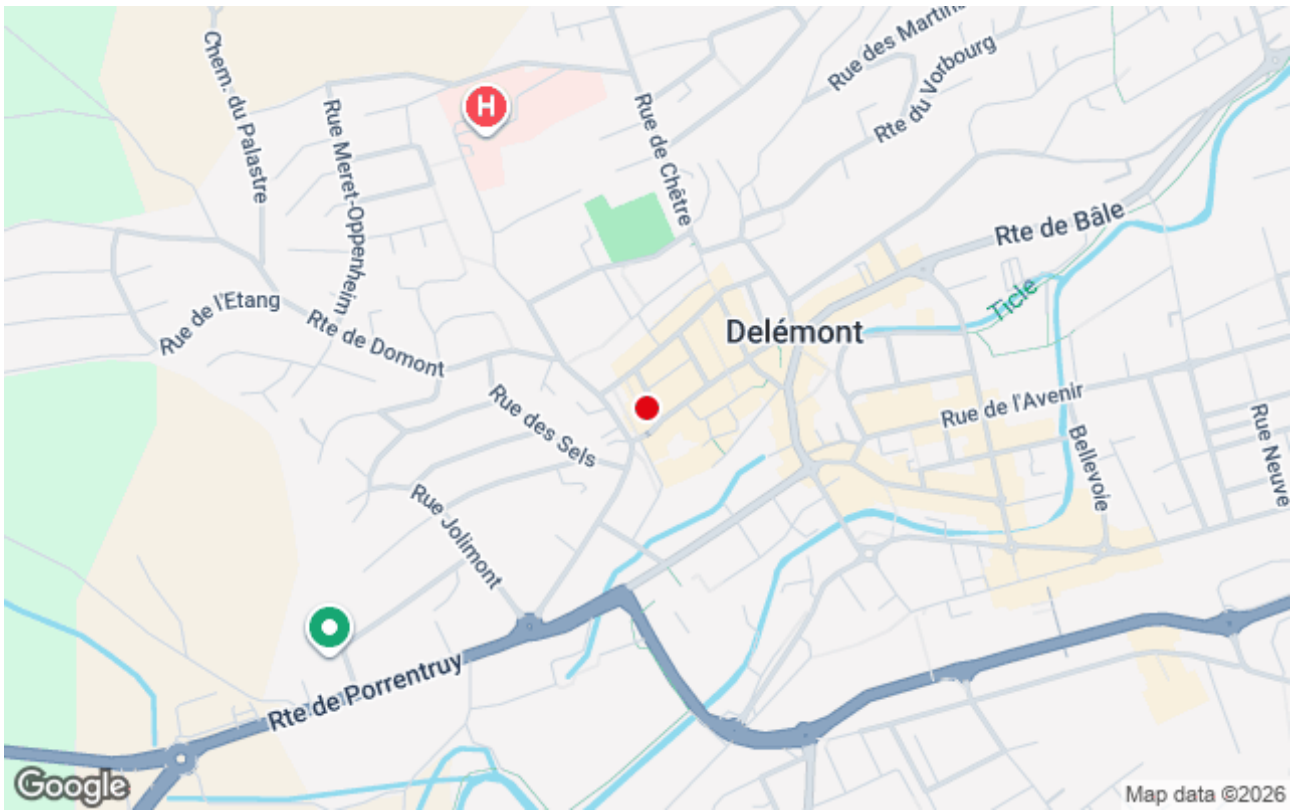 Chem. du Palastre
Rue Meret-Oppenheim
H
Rue de Chêtre
Rue des Martins
Rte du Vorbourg
Rte de Bâle
Ticle
Rue de l'Etang
Rte de Domont
Delémont
Rue des Sels
Rue de l'Avenir
Bellevoie
Rue Neuve
Rue Jolimont
Rte de Porrentruy
Google
Map data ©2026